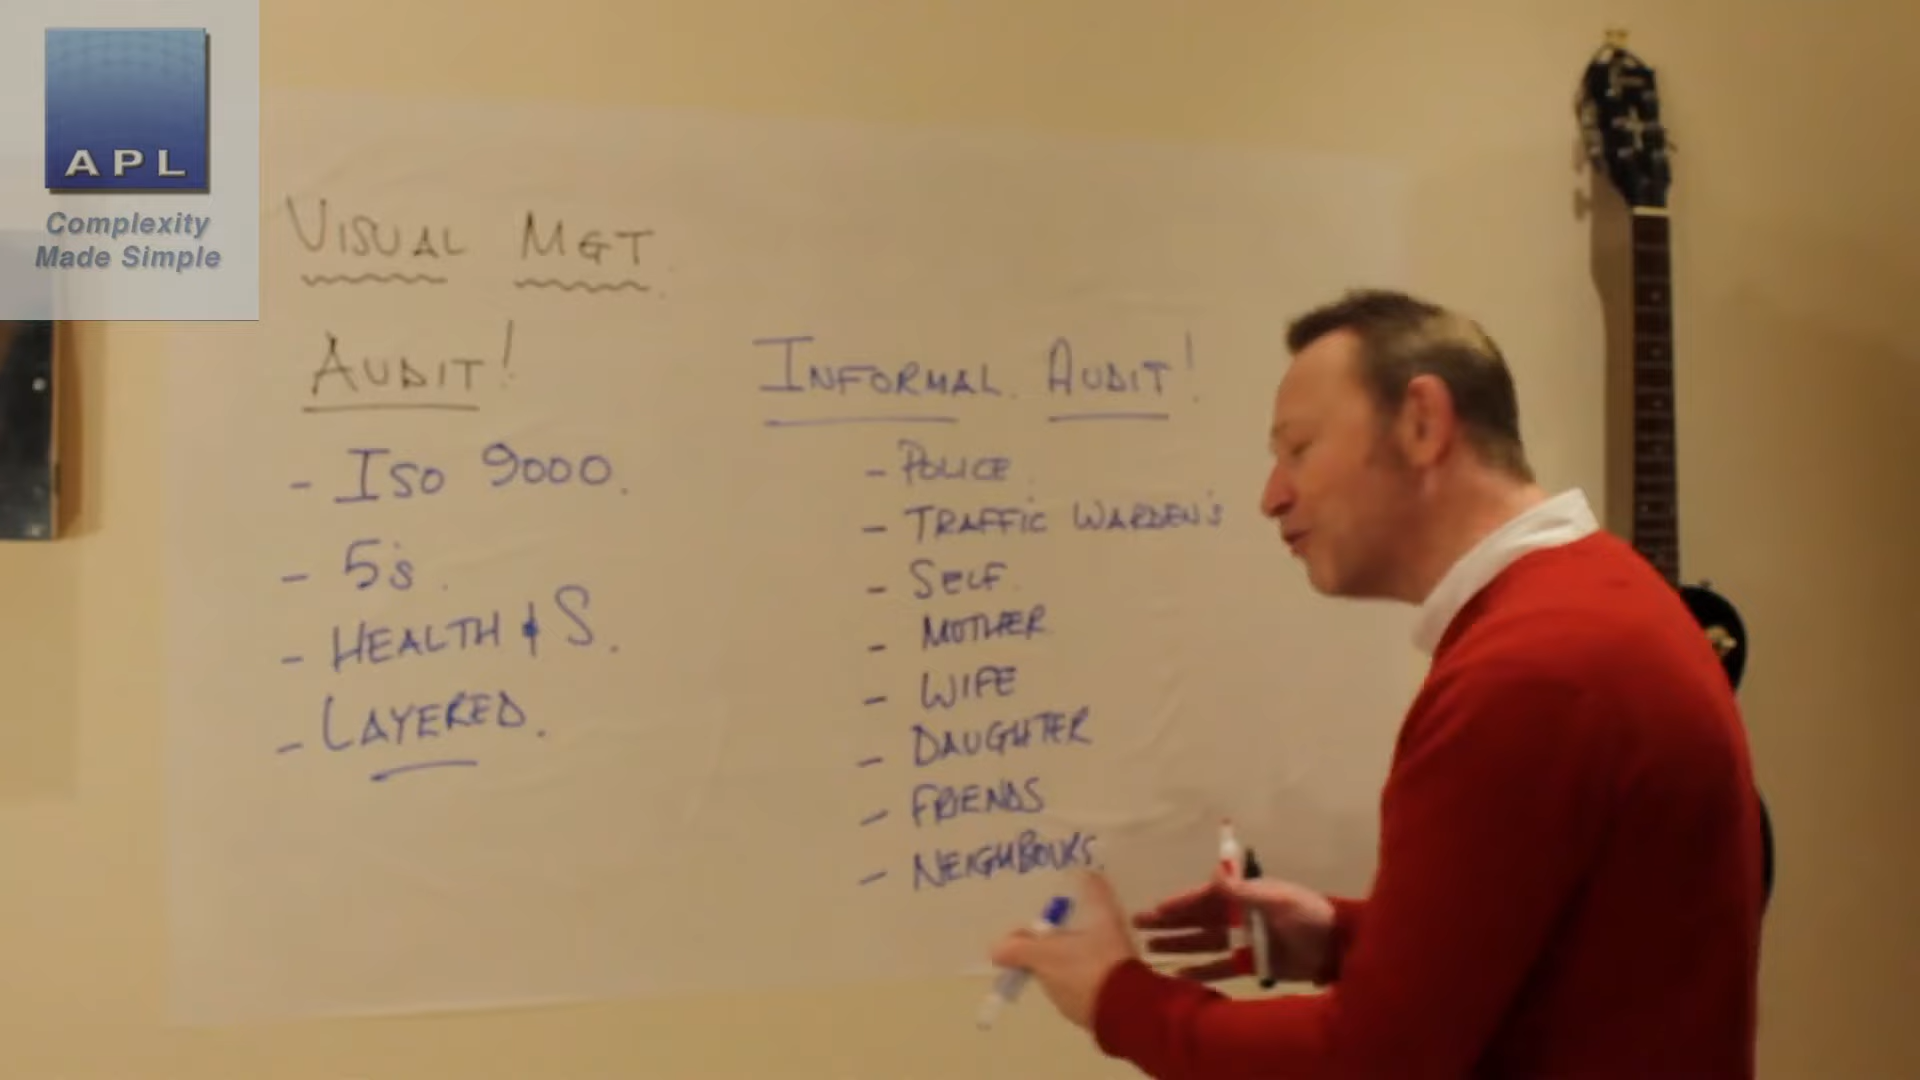 APL
Complexity
Made Simple
VISUAL MGT.
AUDIT!
- ISO 9000.
- 5's.
- HEALTH & S.
- LAYERED.
INFORMAL AUDIT!
- POLICE
- TRAFFIC WARDEN'S
- SELF
- MOTHER
- WIFE
- DAUGHTER
- FRIENDS
- NEIGHBOURS.